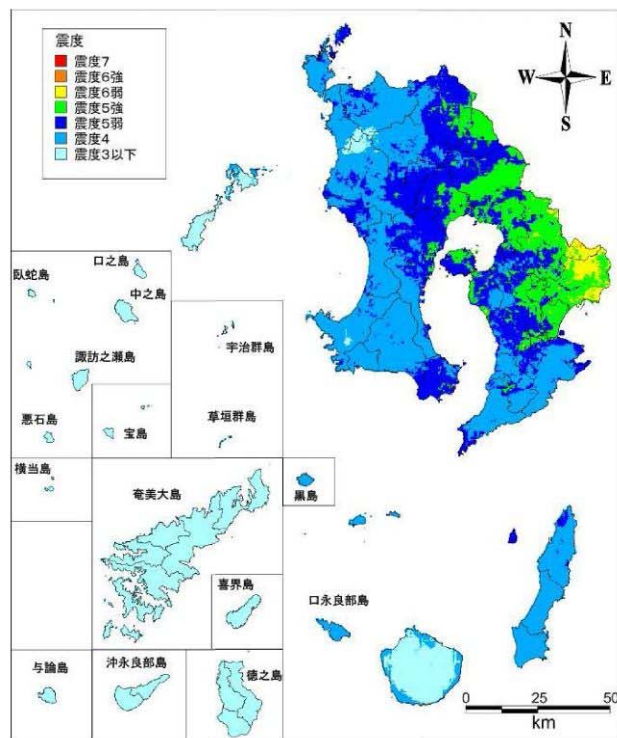 震度
震度7
震度6強
震度6弱
震度5強
震度5弱
震度4
震度3以下
N
W E
S
口之島
臥蛇島
中之島
宇治群島
諏訪之瀬島
草垣群島
悪石島
宝島
横当島
奄美大島
黒島
喜界島
口永良部島
与論島
沖永良部島
徳之島
0 25 50
km